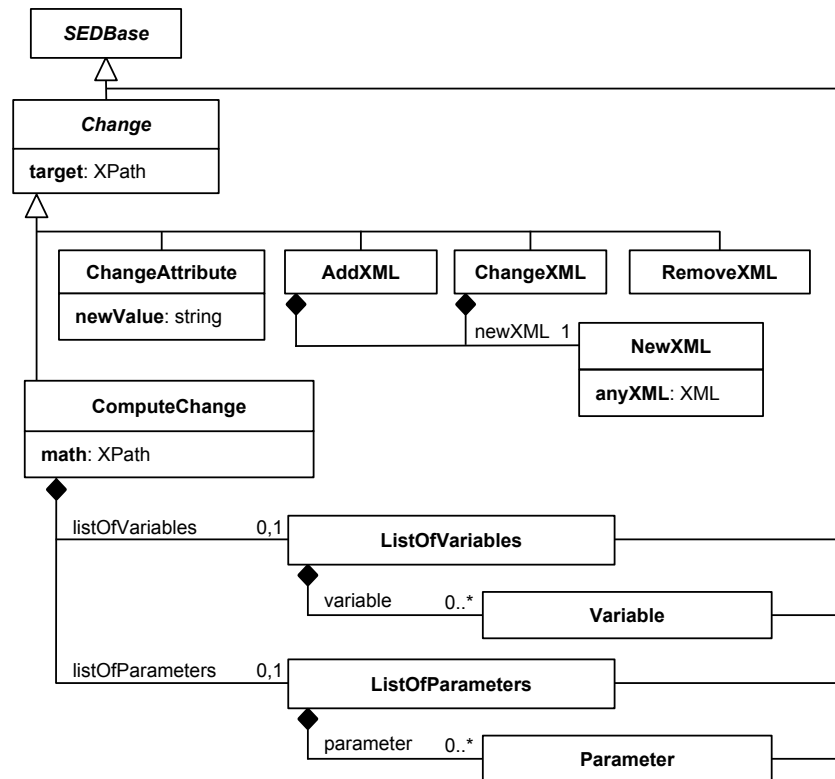 SEDBase
Change
target: XPath
ChangeAttribute
newValue: string
AddXML
ChangeXML
RemoveXML
newXML 1
NewXML
anyXML: XML
ComputeChange
math: XPath
listOfVariables 0,1
ListOfVariables
variable 0..*
Variable
listOfParameters 0,1
ListOfParameters
parameter 0..*
Parameter